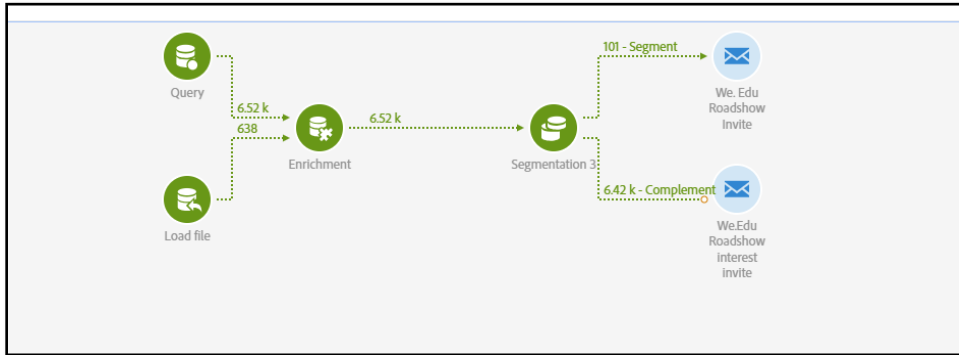 101 - Segment
Query
We. Edu
Roadshow
Invite
6.52 k
638
6.52 k
Enrichment
Segmentation 3
6.42 k - Complement
Load file
We.Edu
Roadshow
interest
invite